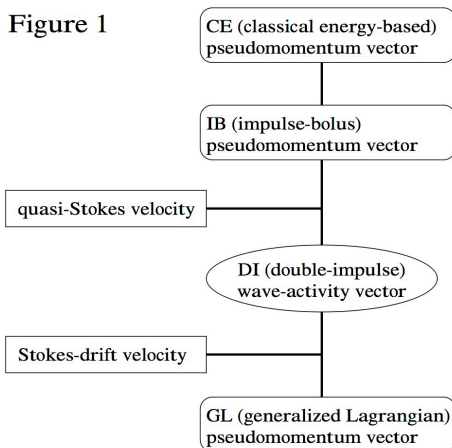 Figure 1
CE (classical energy-based)
pseudomomentum vector
IB (impulse-bolus)
pseudomomentum vector
quasi-Stokes velocity
DI (double-impulse)
wave-activity vector
Stokes-drift velocity
GL (generalized Lagrangian)
pseudomomentum vector